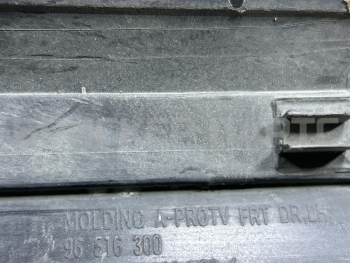 MOLDING A-PROTV FRT DR.LH
96 516 300